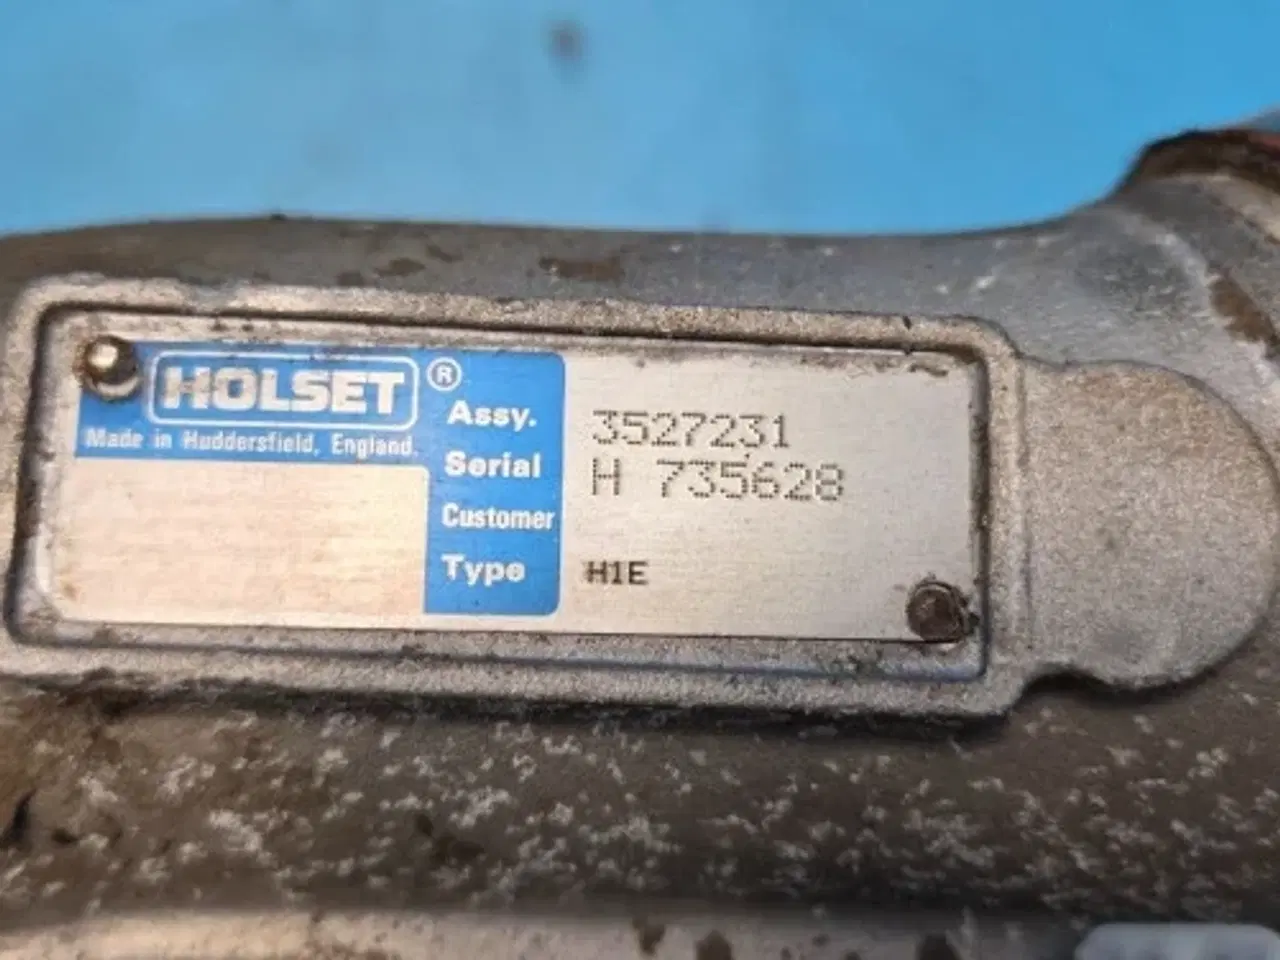 HOLSET ®
Made in Huddersfield, England.
Assy. 3527231
Serial H 735628
Customer
Type H1E